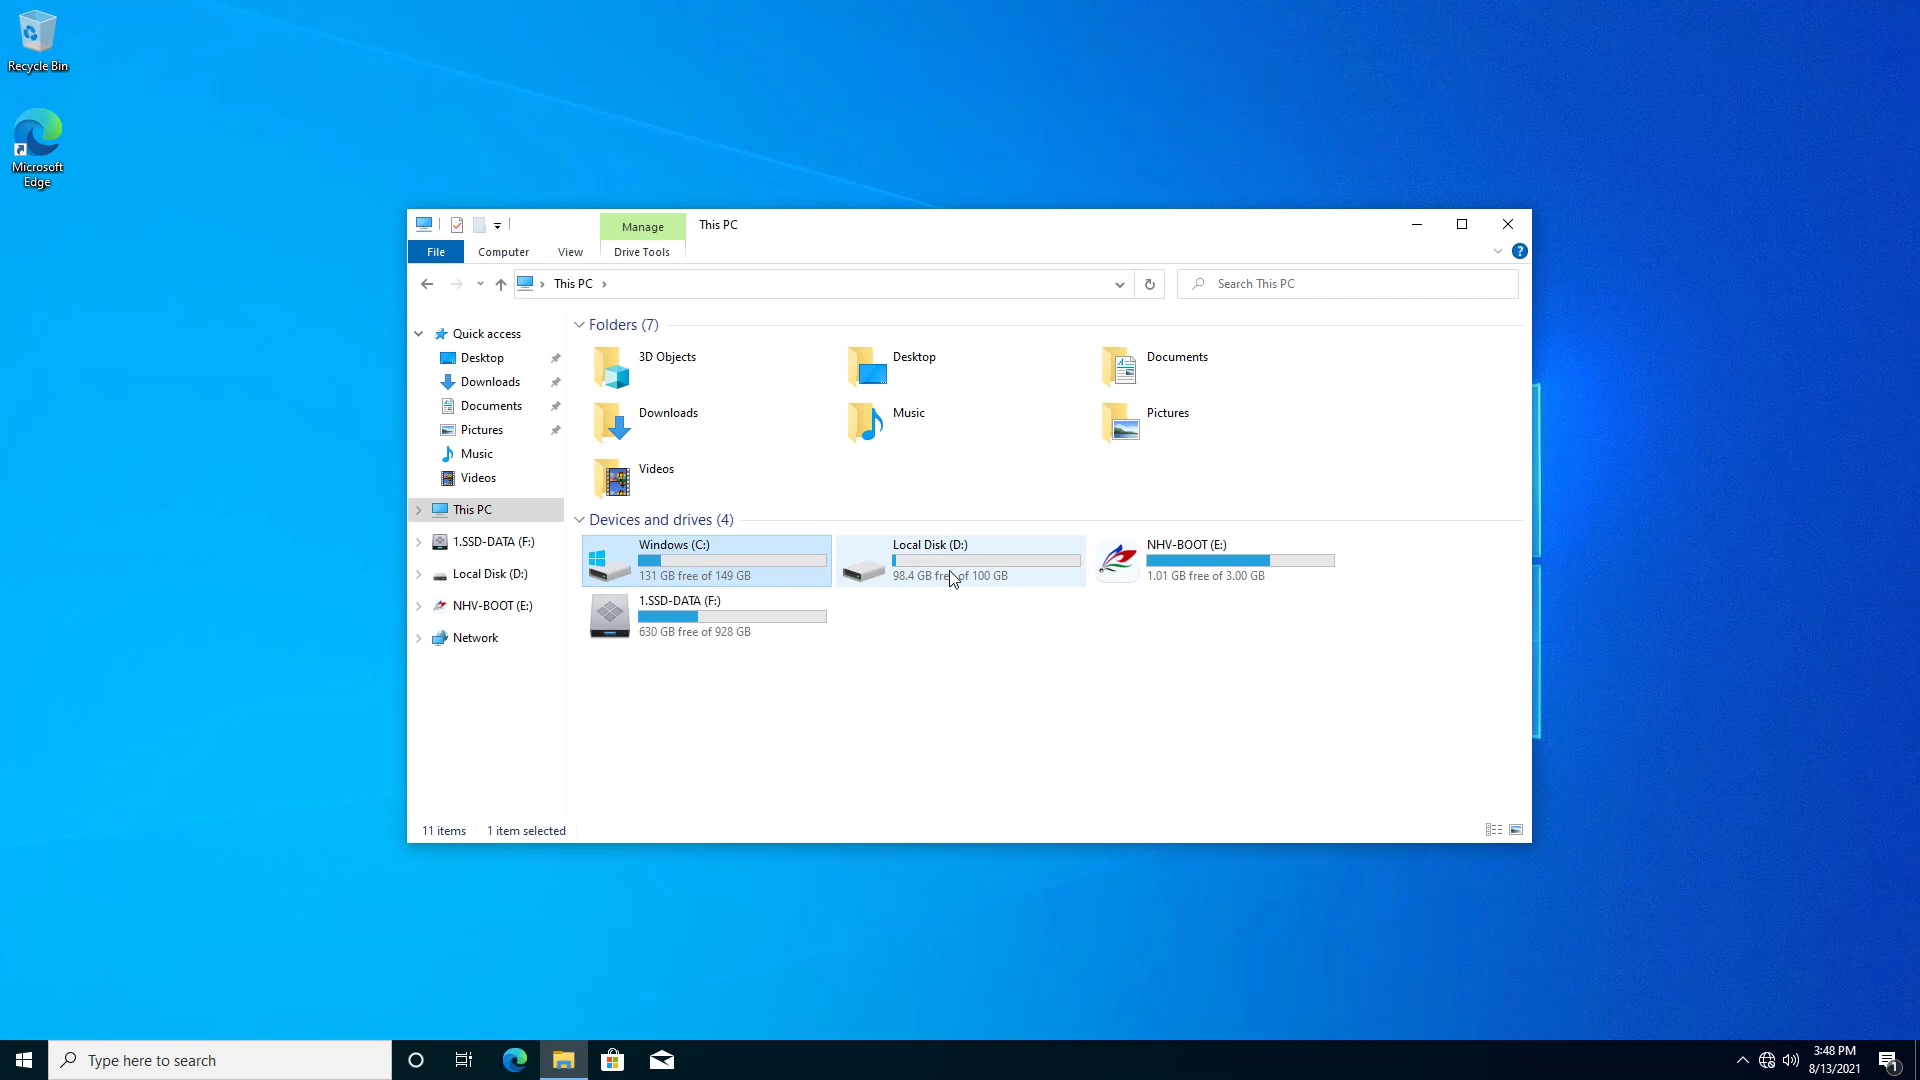 Recycle Bin
Microsoft
Edge
Manage
This PC
File
Computer
View
Drive Tools
This PC
Search This PC
Quick access
Desktop
Downloads
Documents
Pictures
Music
Videos
This PC
1.SSD-DATA (F:)
Local Disk (D:)
NHV-BOOT (E:)
Network
Folders (7)
3D Objects
Desktop
Documents
Downloads
Music
Pictures
Videos
Devices and drives (4)
Windows (C:)
131 GB free of 149 GB
Local Disk (D:)
98.4 GB free of 100 GB
NHV-BOOT (E:)
1.01 GB free of 3.00 GB
1.SSD-DATA (F:)
630 GB free of 928 GB
11 items
1 item selected
Type here to search
3:48 PM
8/13/2021
1